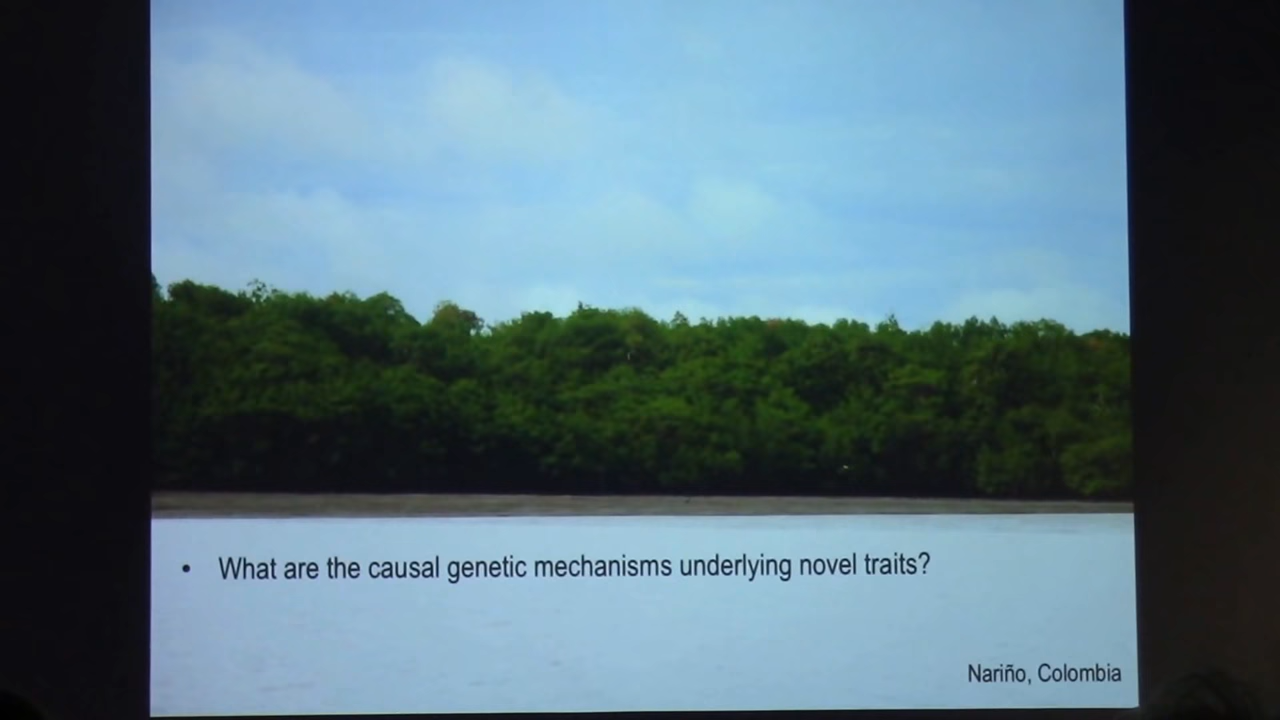 • What are the causal genetic mechanisms underlying novel traits?
Nariño, Colombia